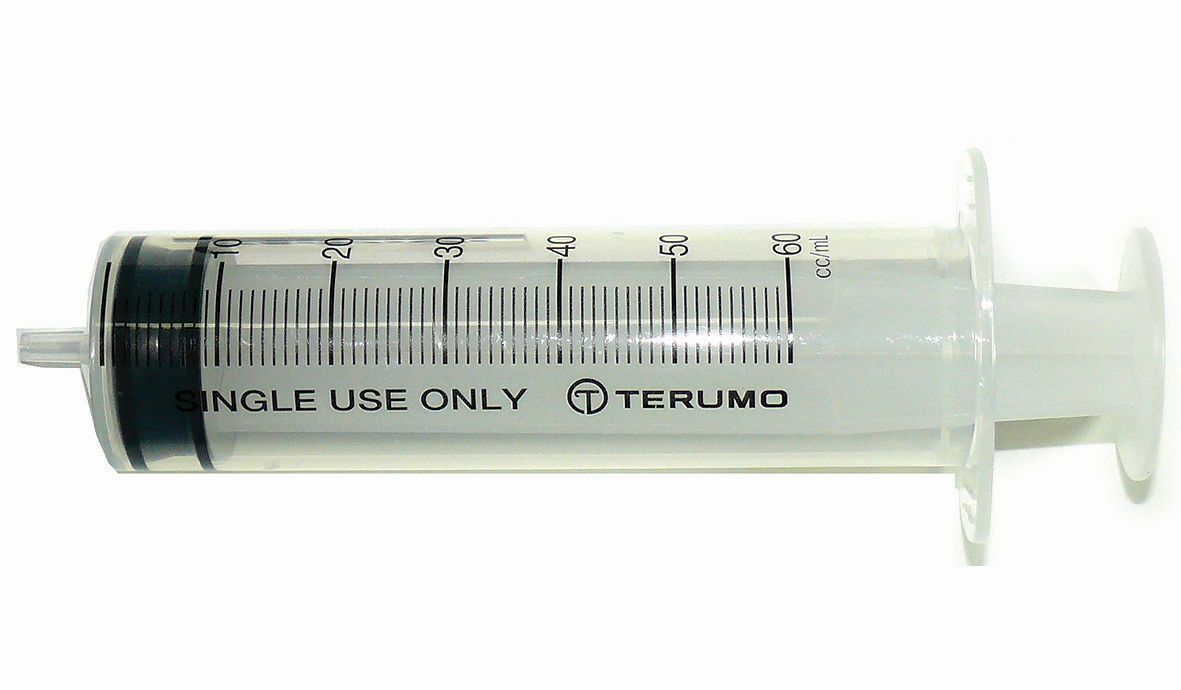 10 20 30 40 50 60
cc/mL
SINGLE USE ONLY TERUMO